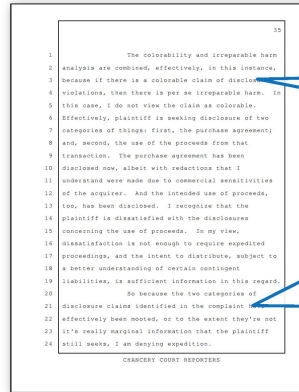 35
1 The colorability and irreparable harm
2 analysis are combined, effectively, in this instance,
3 because if there is a colorable claim of
4 violations, then there is per se irreparable harm. In
5 this case, I do not view the claim as colorable.
6 Effectively, plaintiff is seeking disclosure of two
7 categories of things: first, the purchase agreement;
8 and, second, the use of the proceeds from that
9 transaction. The purchase agreement has been
10 disclosed now, albeit with redactions that I
11 understand were made due to commercial sensitivities
12 of the acquirer. And the intended use of proceeds,
13 too, has been disclosed. I recognize that the
14 plaintiff is dissatisfied with the disclosures
15 concerning the use of proceeds. In my view,
16 dissatisfaction is not enough to require expedited
17 proceedings, and the intent to distribute, subject to
18 a better understanding of certain contingent
19 liabilities, is sufficient information in this regard.
20 So because the two categories of
21 disclosure claims identified in the complaint
22 effectively been mooted, or to the extent they're not
23 it's really marginal information that the plaintiff
24 still seeks, I am denying expedition.
CHANCERY COURT REPORTERS